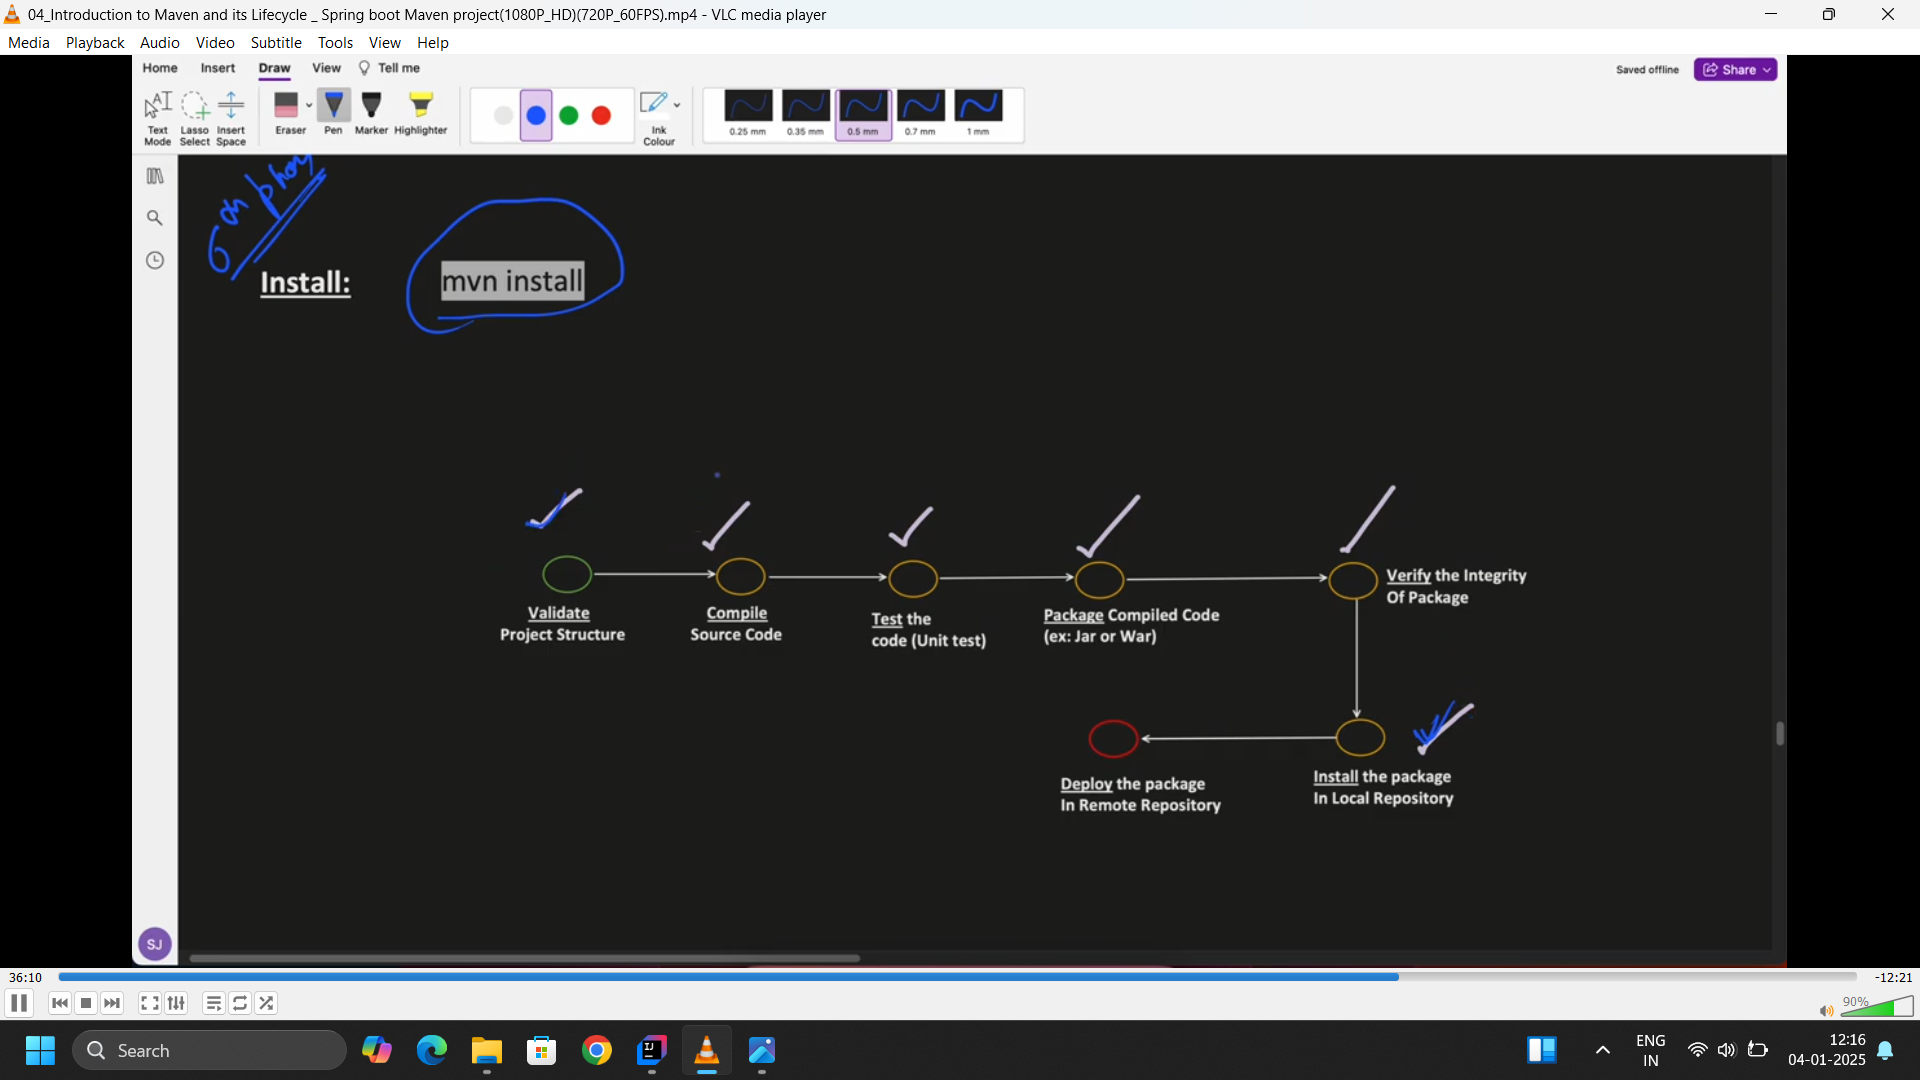 04_Introduction to Maven and its Lifecycle _ Spring boot Maven project(1080P_HD)(720P_60FPS).mp4 - VLC media player
Media Playback Audio Video Subtitle Tools View Help
Home Insert Draw View Tell me
Saved offline Share
Text Mode
Lasso Select
Insert Space
Eraser
Pen
Marker
Highlighter
Ink Colour
0.25 mm
0.35 mm
0.5 mm
0.7 mm
1 mm
6
Install: mvn install
Validate
Project Structure
Compile
Source Code
Test the
code (Unit test)
Package Compiled Code
(ex: Jar or War)
Verify the Integrity
Of Package
Deploy the package
In Remote Repository
Install the package
In Local Repository
SJ
36:10
-12:21
90%
Search
ENG
IN
12:16
04-01-2025